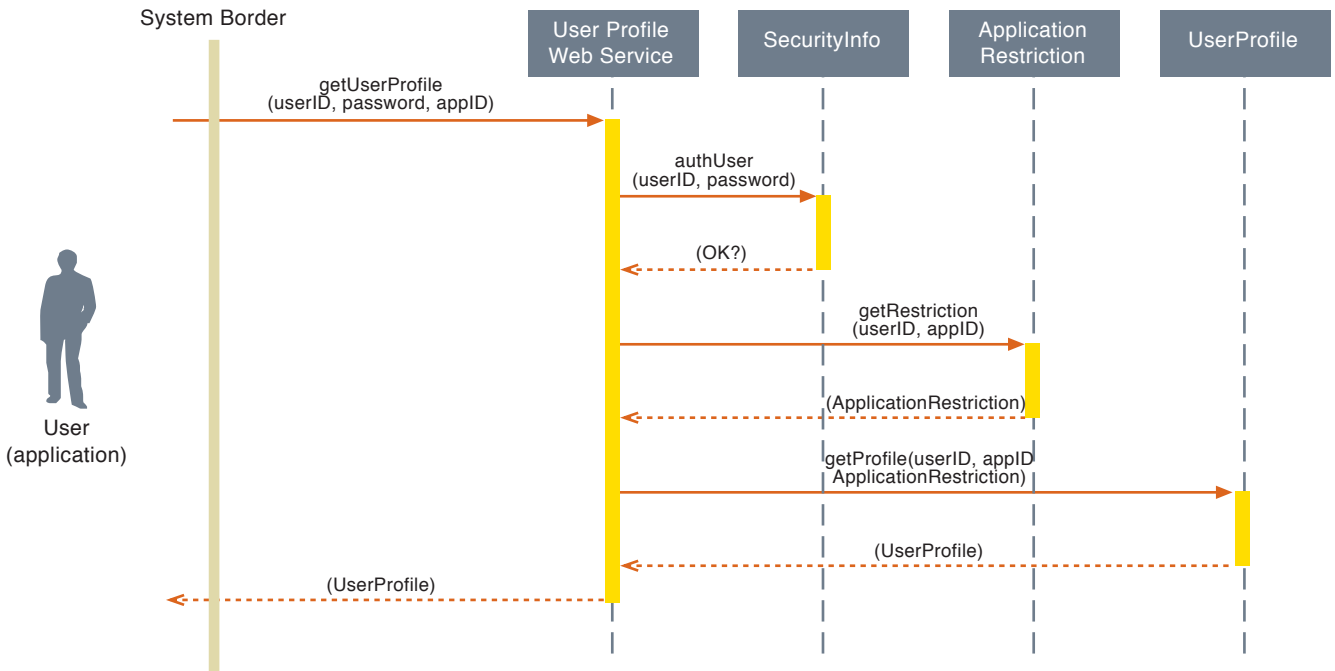 System Border
User Profile
Web Service
SecurityInfo
Application
Restriction
UserProfile
getUserProfile
(userID, password, appID)
authUser
(userID, password)
(OK?)
getRestriction
(userID, appID)
(ApplicationRestriction)
User
(application)
getProfile(userID, appID
ApplicationRestriction)
(UserProfile)
(UserProfile)